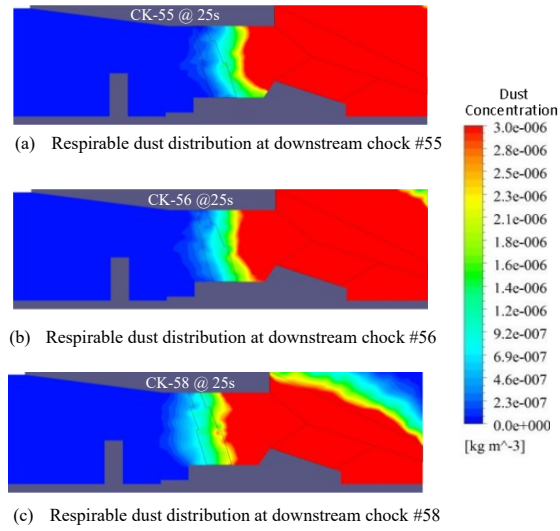 CK-55 @ 25s
(a) Respirable dust distribution at downstream chock #55
CK-56 @25s
(b) Respirable dust distribution at downstream chock #56
CK-58 @ 25s
(c) Respirable dust distribution at downstream chock #58
Dust
Concentration
3.0e-006
2.8e-006
2.5e-006
2.3e-006
2.1e-006
1.8e-006
1.6e-006
1.4e-006
1.2e-006
9.2e-007
6.9e-007
4.6e-007
2.3e-007
0.0e+000
[kg m^-3]